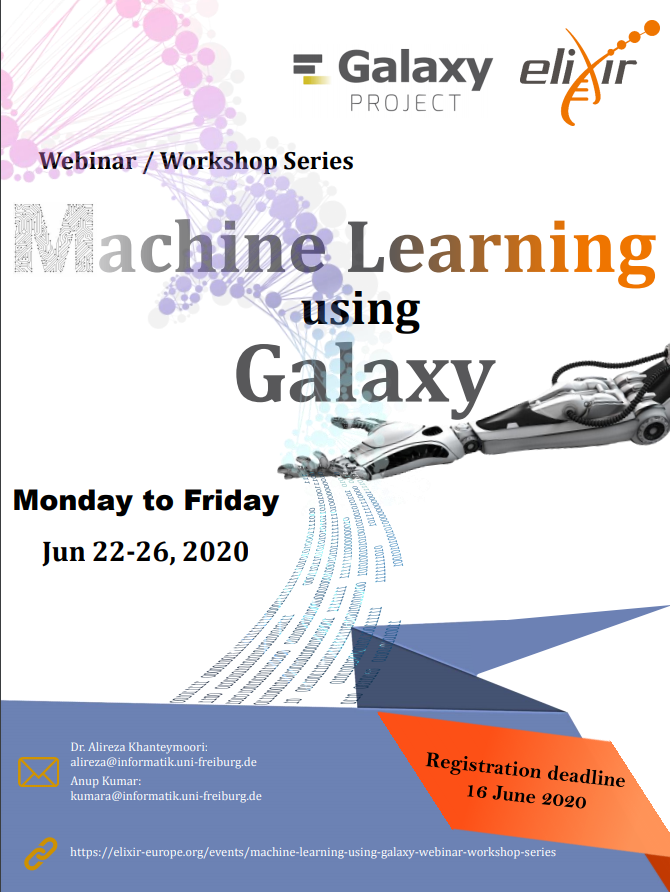 Galaxy
PROJECT
elixir
Webinar / Workshop Series
Machine Learning
using
Galaxy
Monday to Friday
Jun 22-26, 2020
Dr. Alireza Khanteymoori:
alireza@informatik.uni-freiburg.de
Anup Kumar:
kumara@informatik.uni-freiburg.de
Registration deadline
16 June 2020
https://elixir-europe.org/events/machine-learning-using-galaxy-webinar-workshop-series